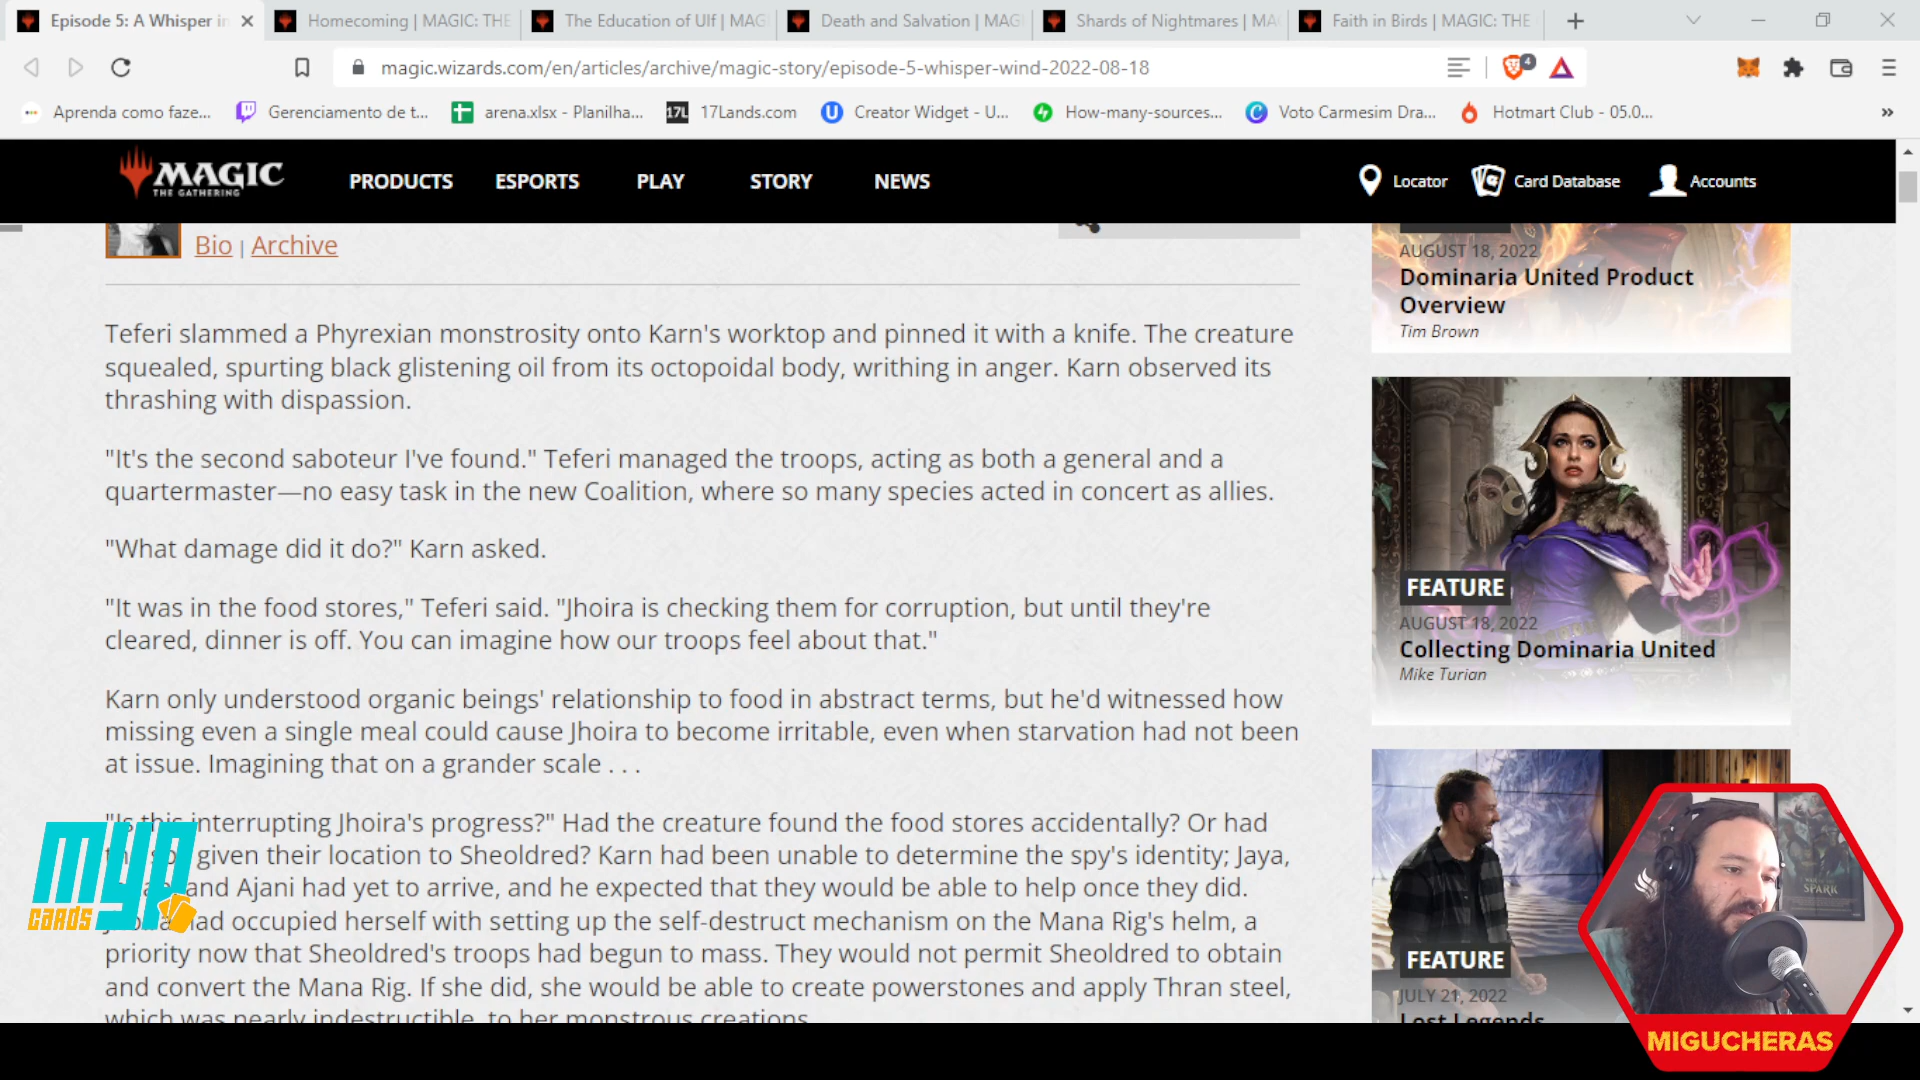 Episode 5: A Whisper in
Homecoming | MAGIC: THE
The Education of Ulf | MAG
Death and Salvation | MAG
Shards of Nightmares | MA
Faith in Birds | MAGIC: THE
magic.wizards.com/en/articles/archive/magic-story/episode-5-whisper-wind-2022-08-18
4
Aprenda como faze...
Gerenciamento de t...
arena.xlsx - Planilha...
17L
17Lands.com
Creator Widget - U...
How-many-sources...
Voto Carmesim Dra...
Hotmart Club - 05.0...
MAGIC
THE GATHERING
PRODUCTS
ESPORTS
PLAY
STORY
NEWS
Locator
Card Database
Accounts
Bio | Archive
Teferi slammed a Phyrexian monstrosity onto Karn's worktop and pinned it with a knife. The creature
squealed, spurting black glistening oil from its octopoidal body, writhing in anger. Karn observed its
thrashing with dispassion.
"It's the second saboteur I've found." Teferi managed the troops, acting as both a general and a
quartermaster—no easy task in the new Coalition, where so many species acted in concert as allies.
"What damage did it do?" Karn asked.
"It was in the food stores," Teferi said. "Jhoira is checking them for corruption, but until they're
cleared, dinner is off. You can imagine how our troops feel about that."
Karn only understood organic beings' relationship to food in abstract terms, but he'd witnessed how
missing even a single meal could cause Jhoira to become irritable, even when starvation had not been
at issue. Imagining that on a grander scale . . .
"Is this interrupting Jhoira's progress?" Had the creature found the food stores accidentally? Or had
given their location to Sheoldred? Karn had been unable to determine the spy's identity; Jaya,
and Ajani had yet to arrive, and he expected that they would be able to help once they did.
had occupied herself with setting up the self-destruct mechanism on the Mana Rig's helm, a
priority now that Sheoldred's troops had begun to mass. They would not permit Sheoldred to obtain
and convert the Mana Rig. If she did, she would be able to create powerstones and apply Thran steel,
which was nearly indestructible, to her monstrous creations.
AUGUST 18, 2022
Dominaria United Product
Overview
Tim Brown
FEATURE
AUGUST 18, 2022
Collecting Dominaria United
Mike Turian
FEATURE
JULY 21, 2022
Lost Legends
myp
CARDS
SPARK
MIGUCHERAS